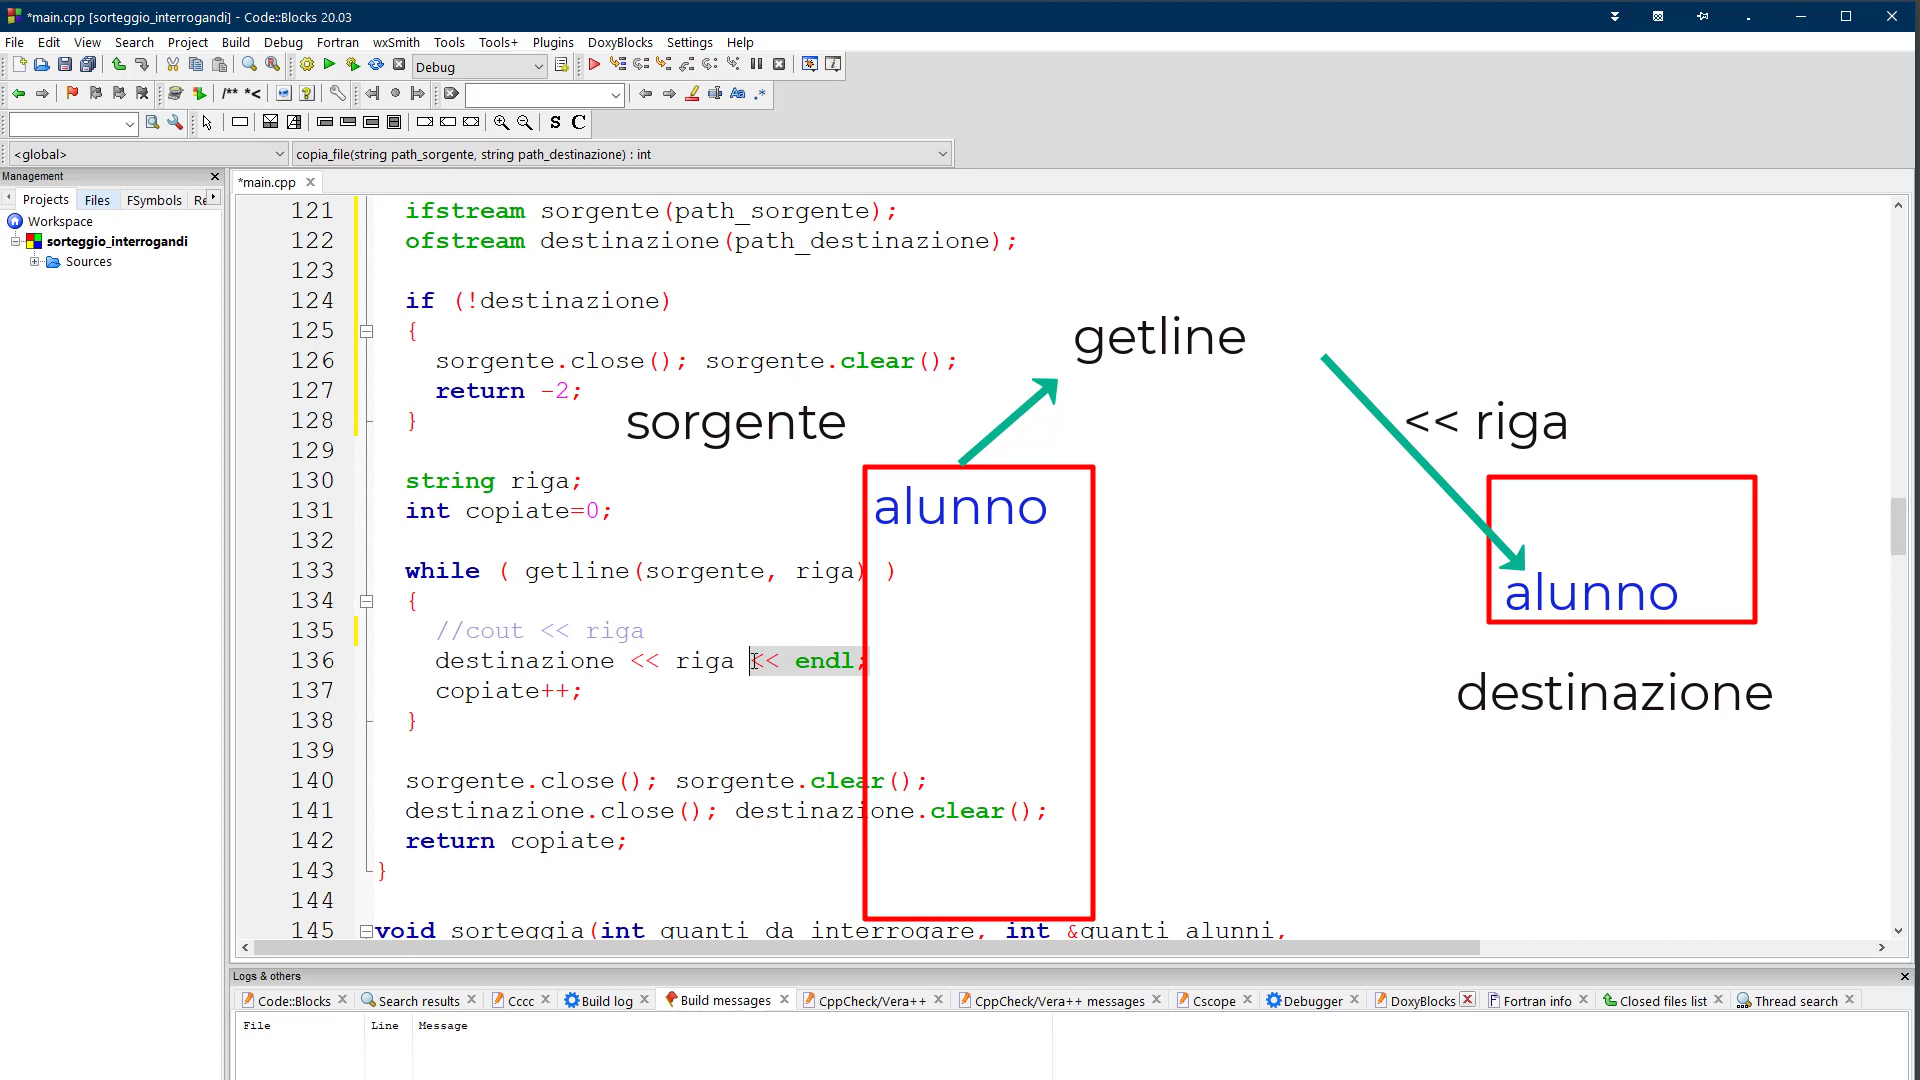 *main.cpp [sorteggio_interrogandi] - Code::Blocks 20.03
File Edit View Search Project Build Debug Fortran wxSmith Tools Tools+ Plugins DoxyBlocks Settings Help
Debug
/** *<
Aa .*
S C
<global>
copia_file(string path_sorgente, string path_destinazione) : int
Management
*main.cpp
Projects Files FSymbols Re
Workspace
sorteggio_interrogandi
Sources
121 ifstream sorgente(path_sorgente);
122 ofstream destinazione(path_destinazione);
123
124 if (!destinazione)
125 {
126 sorgente.close(); sorgente.clear();
127 return -2;
128 }
129
130 string riga;
131 int copiate=0;
132
133 while ( getline(sorgente, riga) )
134 {
135 //cout << riga
136 destinazione << riga << endl;
137 copiate++;
138 }
139
140 sorgente.close(); sorgente.clear();
141 destinazione.close(); destinazione.clear();
142 return copiate;
143 }
144
145 void sorteggia(int quanti_da_interrogare, int &quanti_alunni,
getline
sorgente
<< riga
alunno
alunno
destinazione
Logs & others
Code::Blocks Search results Cccc Build log Build messages CppCheck/Vera++ CppCheck/Vera++ messages Cscope Debugger DoxyBlocks Fortran info Closed files list Thread search
File Line Message